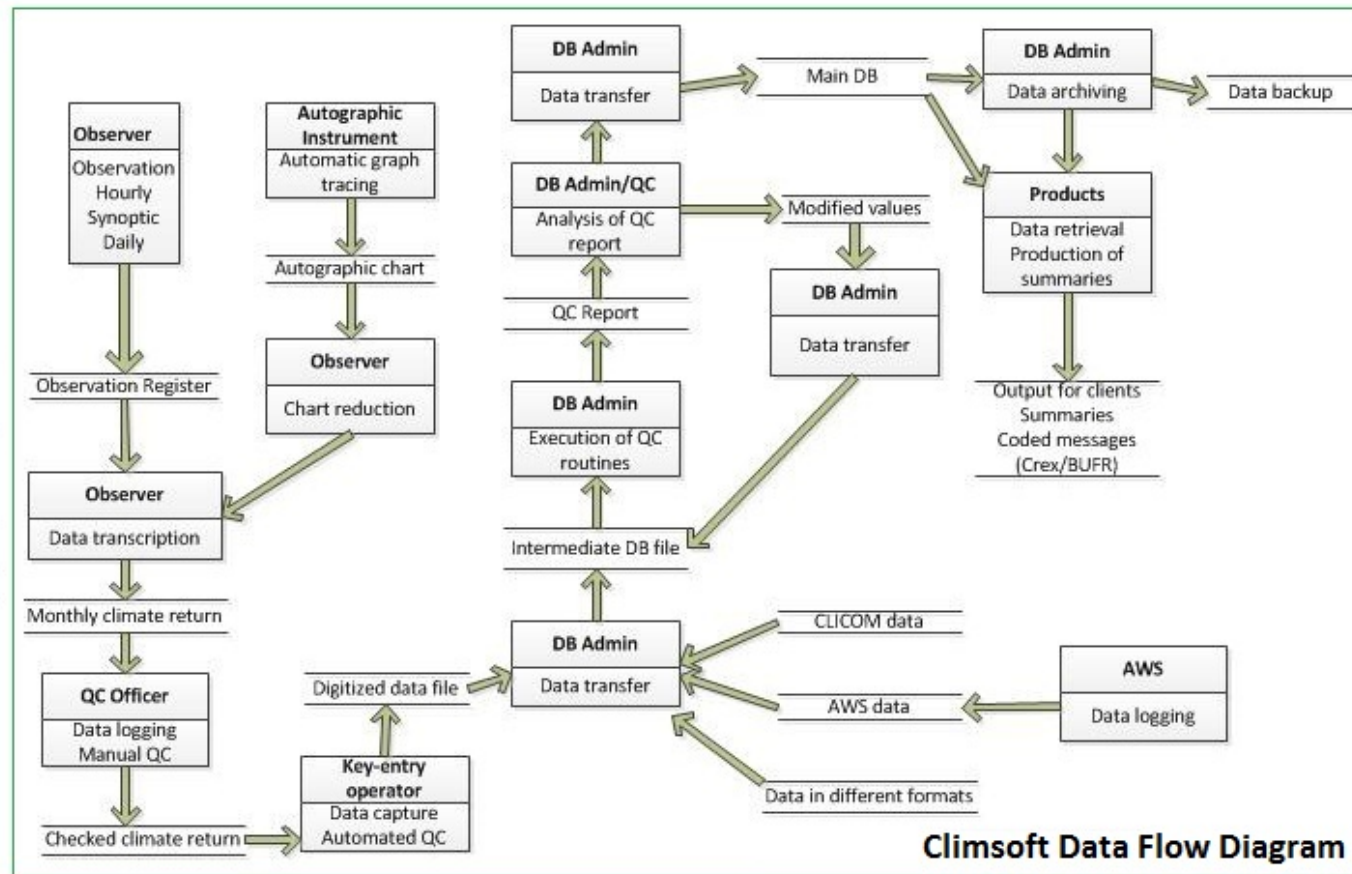 Observer
Observation
Hourly
Synoptic
Daily
Observation Register
Autographic
Instrument
Automatic graph
tracing
Autographic chart
Observer
Chart reduction
Observer
Data transcription
Monthly climate return
QC Officer
Data logging
Manual QC
Checked climate return
Key-entry
operator
Data capture
Automated QC
Digitized data file
DB Admin
Data transfer
CLICOM data
AWS data
Data in different formats
AWS
Data logging
Intermediate DB file
DB Admin
Execution of QC
routines
QC Report
DB Admin/QC
Analysis of QC
report
Modified values
DB Admin
Data transfer
DB Admin
Data transfer
Main DB
DB Admin
Data archiving
Data backup
Products
Data retrieval
Production of
summaries
Output for clients
Summaries
Coded messages
(Crex/BUFR)
Climsoft Data Flow Diagram